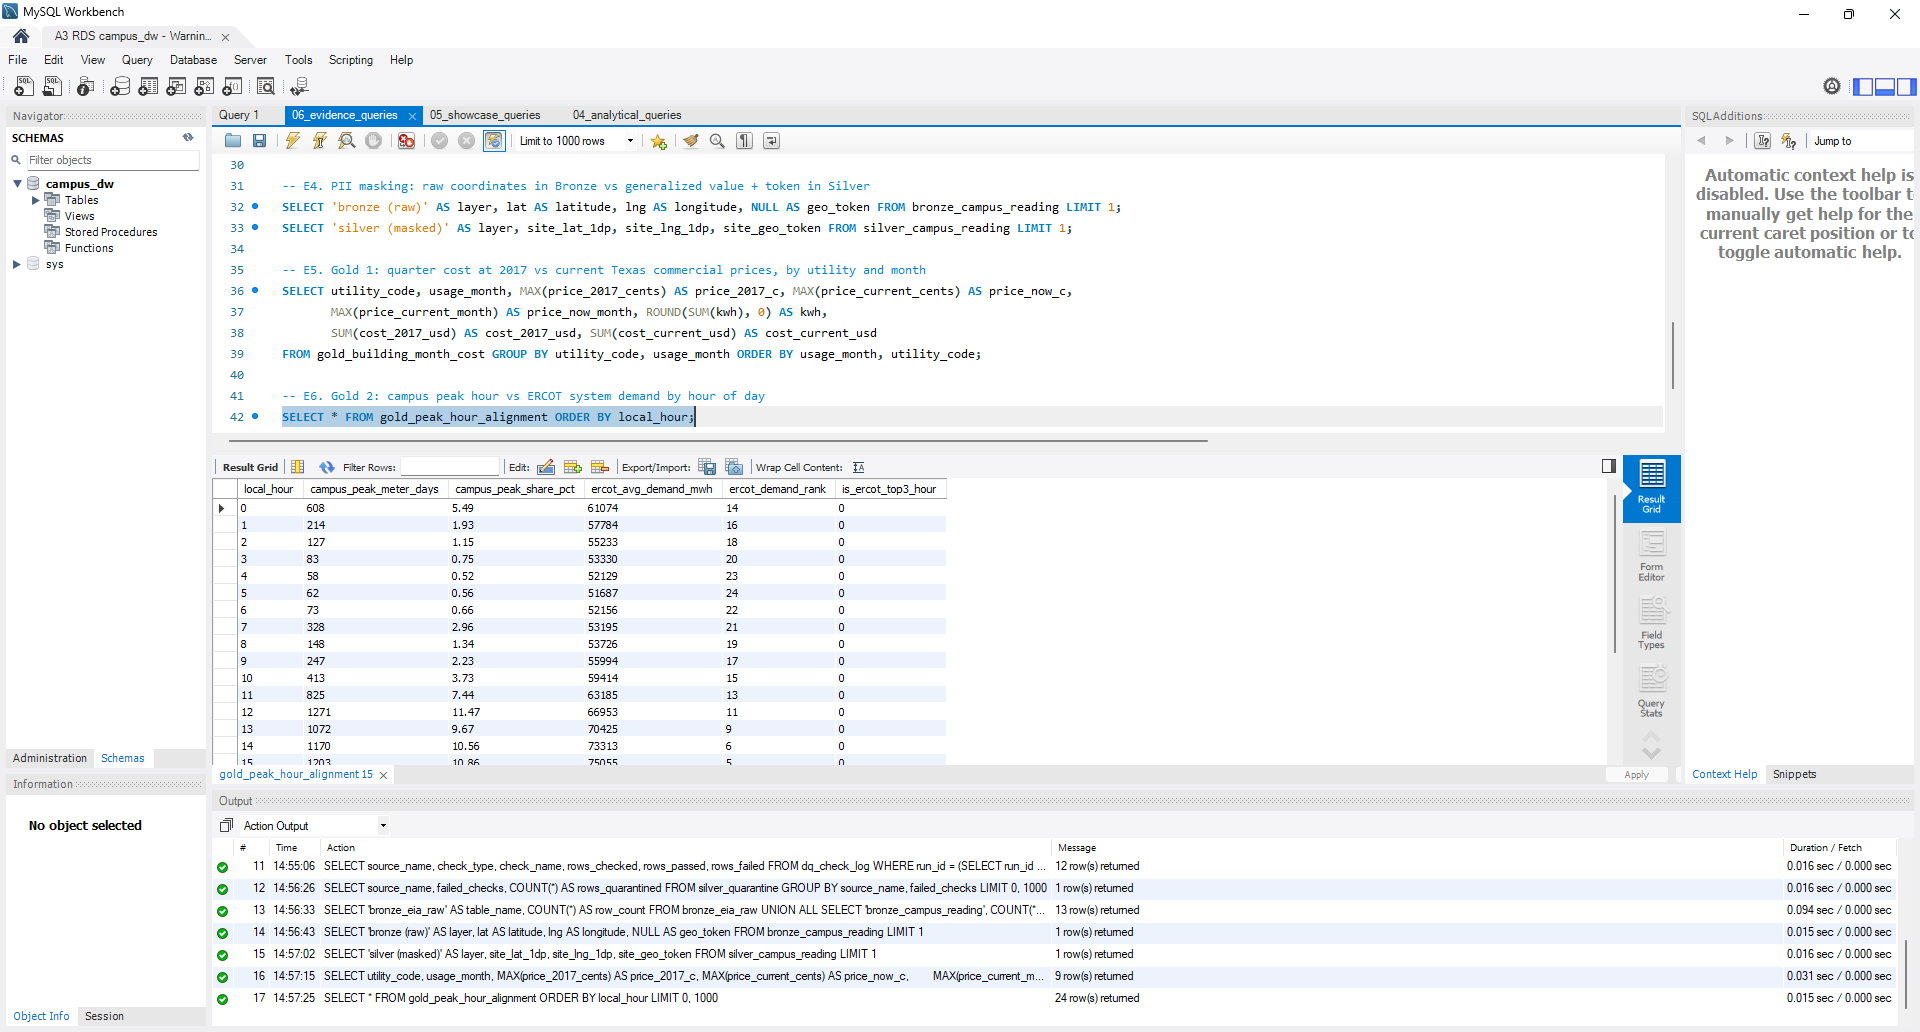 MySQL Workbench
A3 RDS campus_dw - Warnin...
File Edit View Query Database Server Tools Scripting Help
Navigator
SCHEMAS
Filter objects
campus_dw
Tables
Views
Stored Procedures
Functions
sys
Administration Schemas
Information
No object selected
Object Info Session
Query 1 06_evidence_queries 05_showcase_queries 04_analytical_queries
Limit to 1000 rows
30
31 -- E4. PII masking: raw coordinates in Bronze vs generalized value + token in Silver
32 SELECT 'bronze (raw)' AS layer, lat AS latitude, lng AS longitude, NULL AS geo_token FROM bronze_campus_reading LIMIT 1;
33 SELECT 'silver (masked)' AS layer, site_lat_1dp, site_lng_1dp, site_geo_token FROM silver_campus_reading LIMIT 1;
34
35 -- E5. Gold 1: quarter cost at 2017 vs current Texas commercial prices, by utility and month
36 SELECT utility_code, usage_month, MAX(price_2017_cents) AS price_2017_c, MAX(price_current_cents) AS price_now_c,
37 MAX(price_current_month) AS price_now_month, ROUND(SUM(kwh), 0) AS kwh,
38 SUM(cost_2017_usd) AS cost_2017_usd, SUM(cost_current_usd) AS cost_current_usd
39 FROM gold_building_month_cost GROUP BY utility_code, usage_month ORDER BY usage_month, utility_code;
40
41 -- E6. Gold 2: campus peak hour vs ERCOT system demand by hour of day
42 SELECT * FROM gold_peak_hour_alignment ORDER BY local_hour;
Result Grid Filter Rows: Edit: Export/Import: Wrap Cell Content:
local_hour campus_peak_meter_days campus_peak_share_pct ercot_avg_demand_mwh ercot_demand_rank is_ercot_top3_hour
0 608 5.49 61074 14 0
1 214 1.93 57784 16 0
2 127 1.15 55233 18 0
3 83 0.75 53330 20 0
4 58 0.52 52129 23 0
5 62 0.56 51687 24 0
6 73 0.66 52156 22 0
7 328 2.96 53195 21 0
8 148 1.34 53726 19 0
9 247 2.23 55994 17 0
10 413 3.73 59414 15 0
11 825 7.44 63185 13 0
12 1271 11.47 66953 11 0
13 1072 9.67 70425 9 0
14 1170 10.56 73313 6 0
15 1203 10.86 75055 5 0
Result Grid
Form Editor
Field Types
Query Stats
gold_peak_hour_alignment 15
Apply
SQLAdditions
Jump to
Automatic context help is
disabled. Use the toolbar t
manually get help for the
current caret position or to
toggle automatic help.
Context Help Snippets
Output
Action Output
# Time Action Message Duration / Fetch
11 14:55:06 SELECT source_name, check_type, check_name, rows_checked, rows_passed, rows_failed FROM dq_check_log WHERE run_id = (SELECT run_id ... 12 row(s) returned 0.016 sec / 0.000 sec
12 14:56:26 SELECT source_name, failed_checks, COUNT(*) AS rows_quarantined FROM silver_quarantine GROUP BY source_name, failed_checks LIMIT 0, 1000 1 row(s) returned 0.016 sec / 0.000 sec
13 14:56:33 SELECT 'bronze_eia_raw' AS table_name, COUNT(*) AS row_count FROM bronze_eia_raw UNION ALL SELECT 'bronze_campus_reading', COUNT(*... 13 row(s) returned 0.094 sec / 0.000 sec
14 14:56:43 SELECT 'bronze (raw)' AS layer, lat AS latitude, lng AS longitude, NULL AS geo_token FROM bronze_campus_reading LIMIT 1 1 row(s) returned 0.015 sec / 0.000 sec
15 14:57:02 SELECT 'silver (masked)' AS layer, site_lat_1dp, site_lng_1dp, site_geo_token FROM silver_campus_reading LIMIT 1 1 row(s) returned 0.016 sec / 0.000 sec
16 14:57:15 SELECT utility_code, usage_month, MAX(price_2017_cents) AS price_2017_c, MAX(price_current_cents) AS price_now_c, MAX(price_current_m... 9 row(s) returned 0.031 sec / 0.000 sec
17 14:57:25 SELECT * FROM gold_peak_hour_alignment ORDER BY local_hour LIMIT 0, 1000 24 row(s) returned 0.015 sec / 0.000 sec